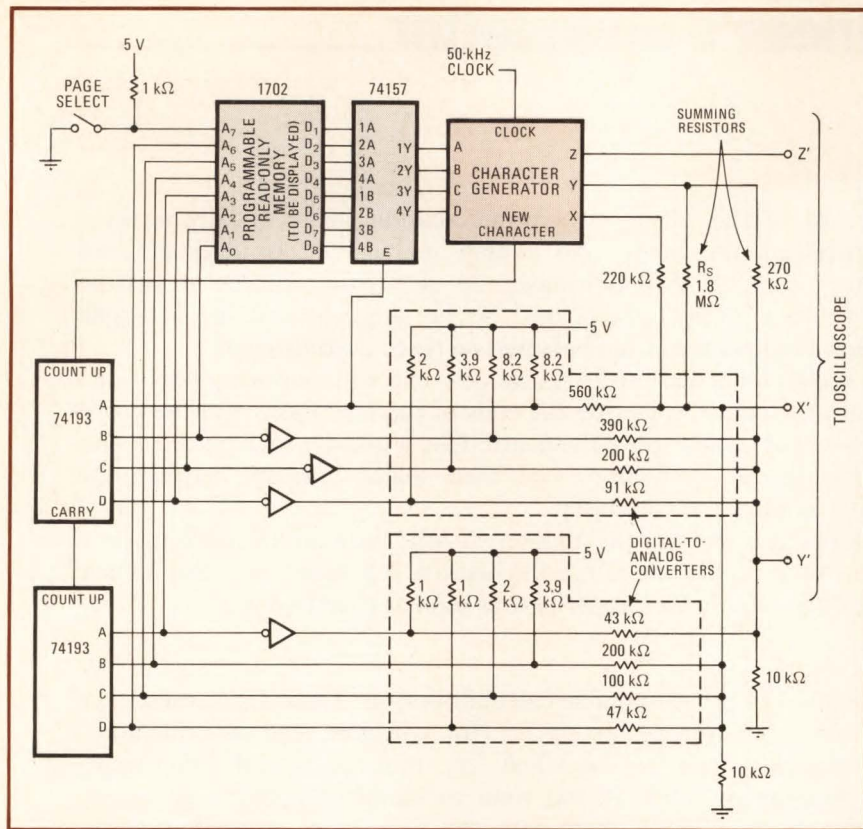 5 V
1 kΩ
PAGE
SELECT
50-kHz
CLOCK
1702
74157
SUMMING
RESISTORS
A7
A6
A5
A4
A3
A2
A1
A0
PROGRAMMABLE
READ-ONLY
MEMORY
(TO BE DISPLAYED)
D1
D2
D3
D4
D5
D6
D7
D8
1A
2A
3A
4A
1B
2B
3B
4B
E
1Y
2Y
3Y
4Y
CLOCK
CHARACTER
GENERATOR
NEW
CHARACTER
A
B
C
D
Z
Y
X
Z'
220 kΩ
RS
1.8
MΩ
270
kΩ
5 V
2
kΩ
3.9
kΩ
8.2
kΩ
8.2
kΩ
COUNT UP
74193
A
B
C
D
CARRY
560 kΩ
390 kΩ
200 kΩ
91 kΩ
X'
TO OSCILLOSCOPE
DIGITAL-TO-
ANALOG
CONVERTERS
Y'
5 V
1
kΩ
1
kΩ
2
kΩ
3.9
kΩ
COUNT UP
74193
A
B
C
D
43 kΩ
200 kΩ
100 kΩ
47 kΩ
10 kΩ
10 kΩ